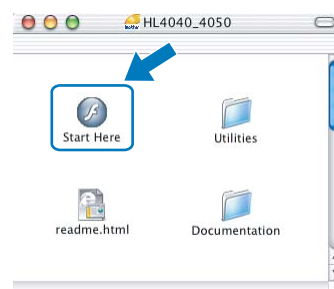 HL4040_4050
Start Here
Utilities
readme.html
Documentation